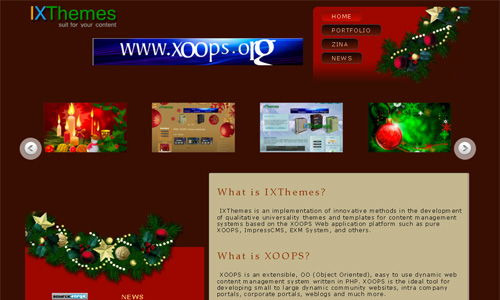 IXThemes
suit for your content
www.xoops.org
HOME
PORTFOLIO
ZINA
NEWS
What is IXThemes?
IXThemes is an implementation of innovative methods in the development
of qualitative universality themes and templates for content management
systems based on the XOOPS Web application platform such as pure
XOOPS, ImpressCMS, EKM System, and others.
What is XOOPS?
XOOPS is an extensible, OO (Object Oriented), easy to use dynamic web
content management system written in PHP. XOOPS is the ideal tool for
developing small to large dynamic community websites, intra company
portals, corporate portals, weblogs and much more.
NEWS